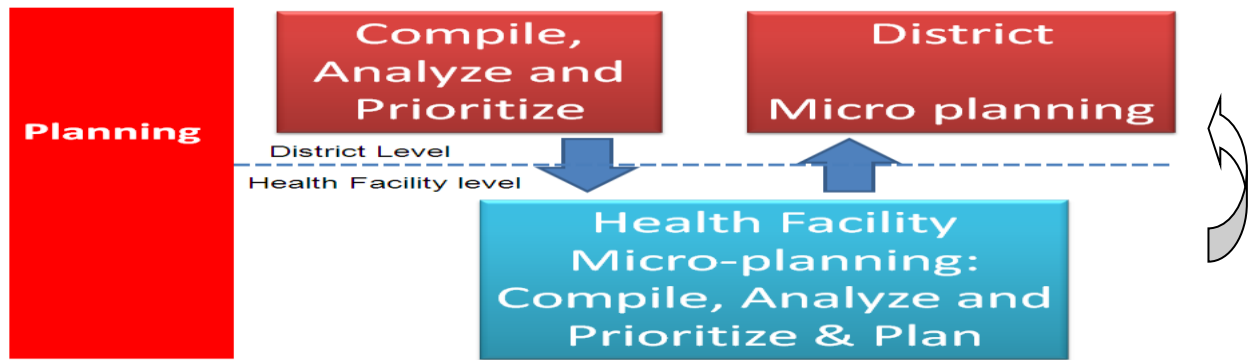 Planning
Compile,
Analyze and
Prioritize
District
Micro planning
District Level
Health Facility level
Health Facility
Micro-planning:
Compile, Analyze and
Prioritize & Plan